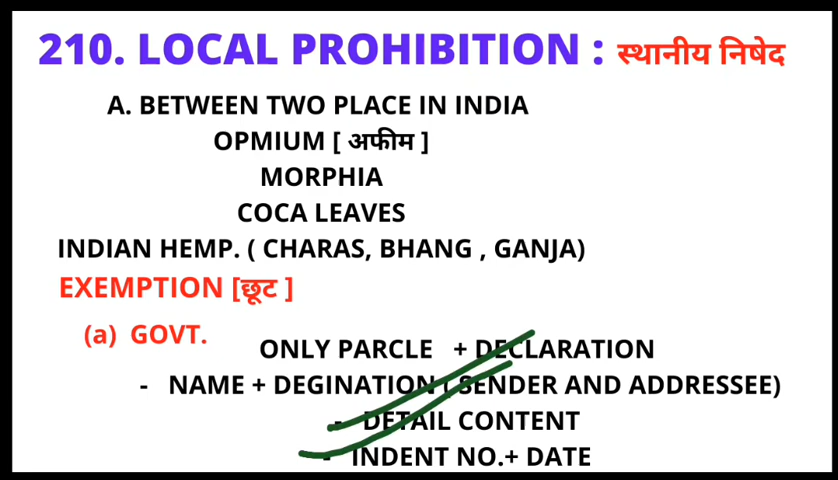 210. LOCAL PROHIBITION : स्थानीय निषेद
A. BETWEEN TWO PLACE IN INDIA
OPMIUM [ अफीम ]
MORPHIA
COCA LEAVES
INDIAN HEMP. ( CHARAS, BHANG , GANJA)
EXEMPTION [छूट ]
(a) GOVT.
ONLY PARCLE + DECLARATION
- NAME + DEGINATION ( SENDER AND ADDRESSEE)
- DETAIL CONTENT
- INDENT NO.+ DATE